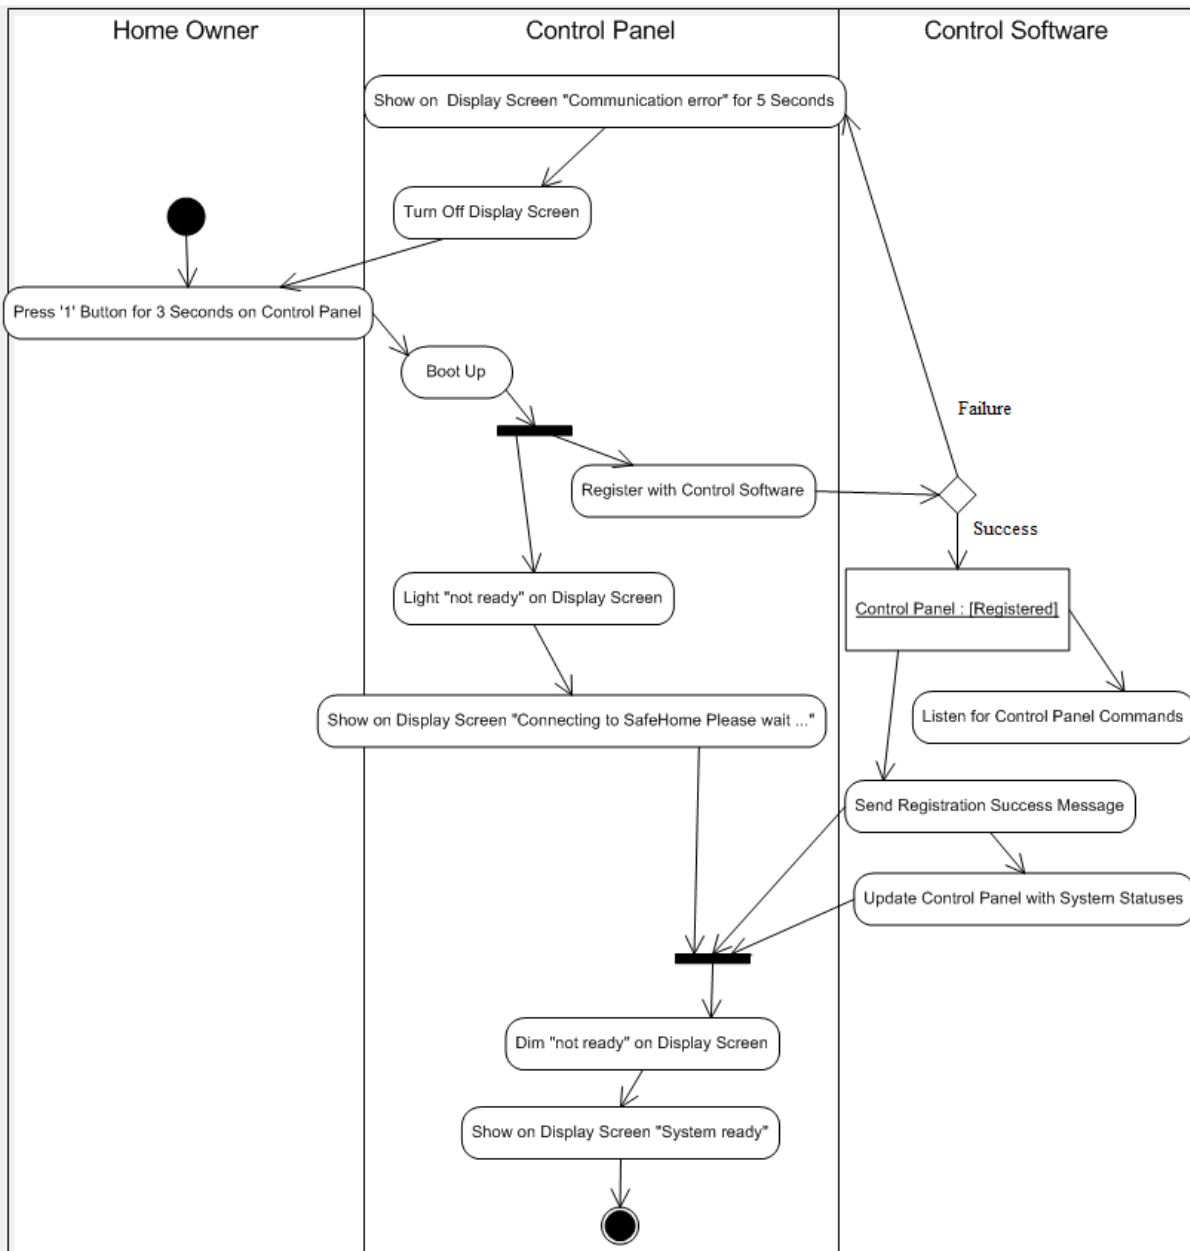 Home Owner
Control Panel
Control Software
Show on Display Screen "Communication error" for 5 Seconds
Turn Off Display Screen
Press '1' Button for 3 Seconds on Control Panel
Boot Up
Failure
Register with Control Software
Success
Light "not ready" on Display Screen
Control Panel : [Registered]
Show on Display Screen "Connecting to SafeHome Please wait ..."
Listen for Control Panel Commands
Send Registration Success Message
Update Control Panel with System Statuses
Dim "not ready" on Display Screen
Show on Display Screen "System ready"